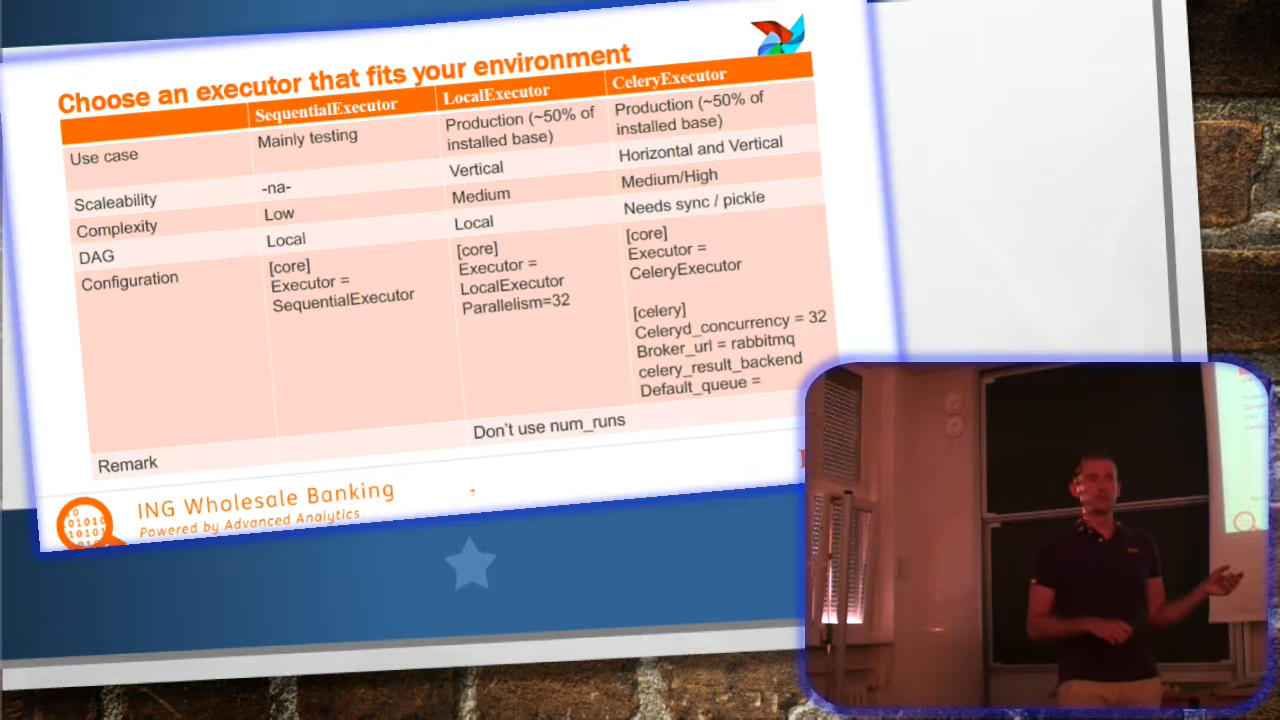 Choose an executor that fits your environment
SequentialExecutor
LocalExecutor
CeleryExecutor
Use case
Mainly testing
Production (~50% of
installed base)
Production (~50% of
installed base)
Scaleability
-na-
Vertical
Horizontal and Vertical
Complexity
Low
Medium
Medium/High
DAG
Local
Local
Needs sync / pickle
Configuration
[core]
Executor =
SequentialExecutor
[core]
Executor =
LocalExecutor
Parallelism=32
[core]
Executor =
CeleryExecutor
[celery]
Celeryd_concurrency = 32
Broker_url = rabbitmq
celery_result_backend
Default_queue =
Remark
Don't use num_runs
ING Wholesale Banking
Powered by Advanced Analytics
7